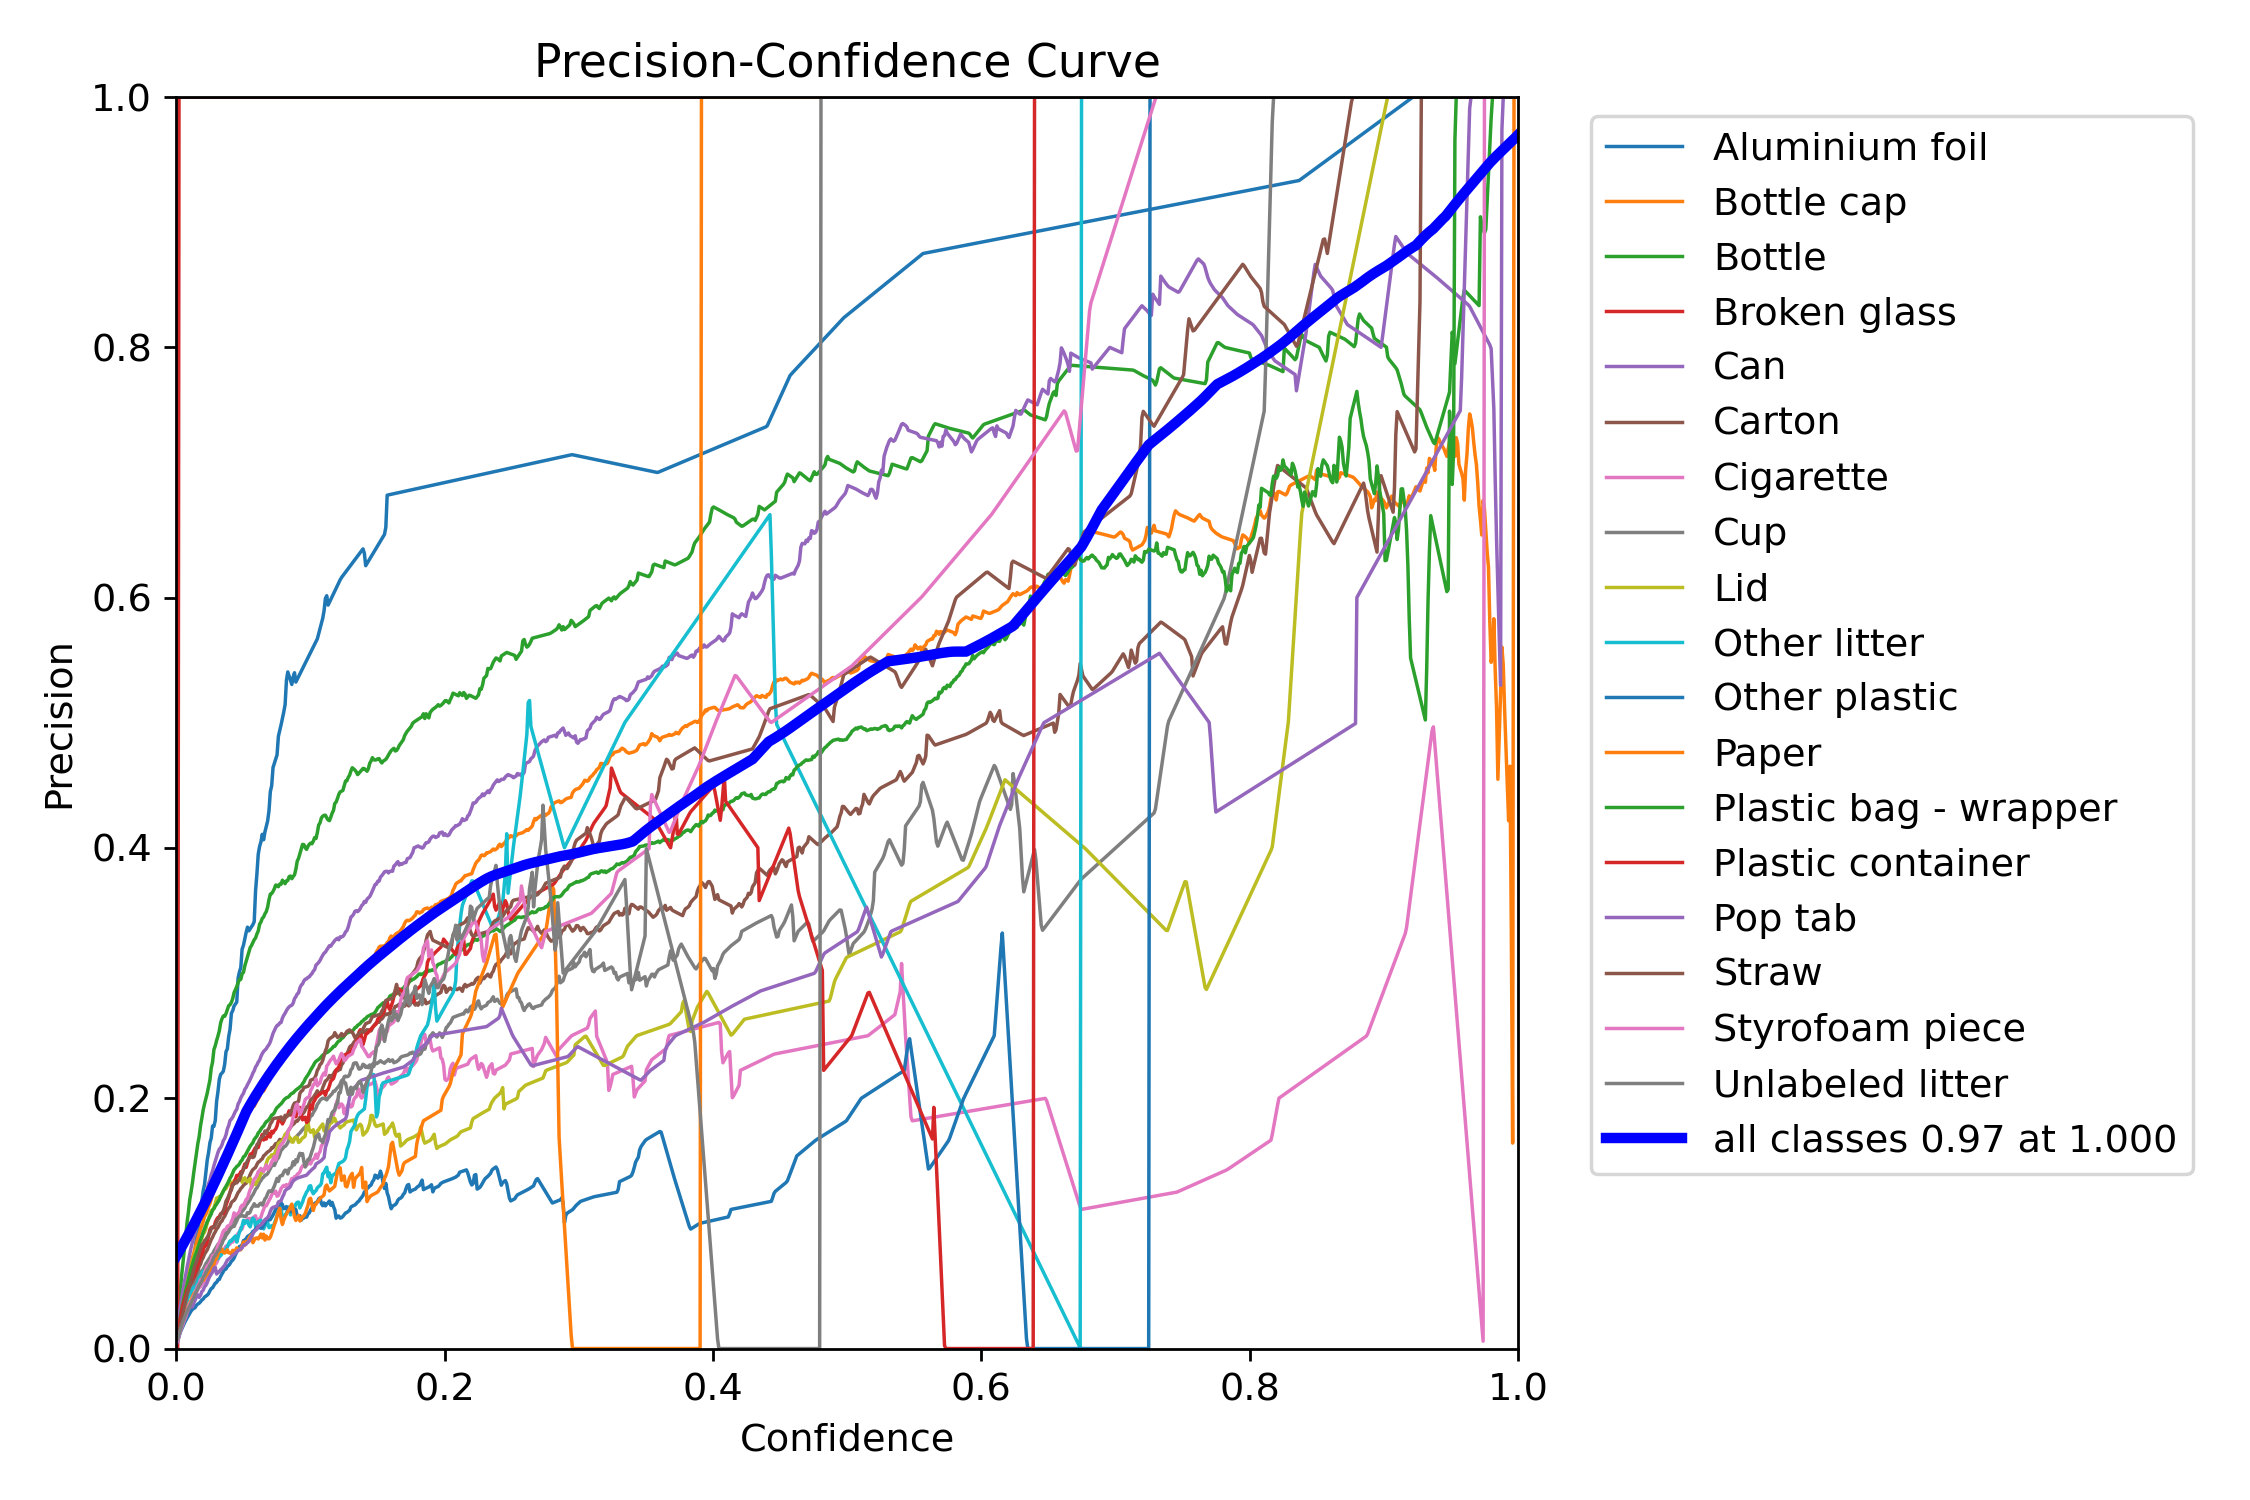 Precision-Confidence Curve
1.0
0.8
0.6
0.4
0.2
0.0
Precision
0.0 0.2 0.4 0.6 0.8 1.0
Confidence
Aluminium foil
Bottle cap
Bottle
Broken glass
Can
Carton
Cigarette
Cup
Lid
Other litter
Other plastic
Paper
Plastic bag - wrapper
Plastic container
Pop tab
Straw
Styrofoam piece
Unlabeled litter
all classes 0.97 at 1.000